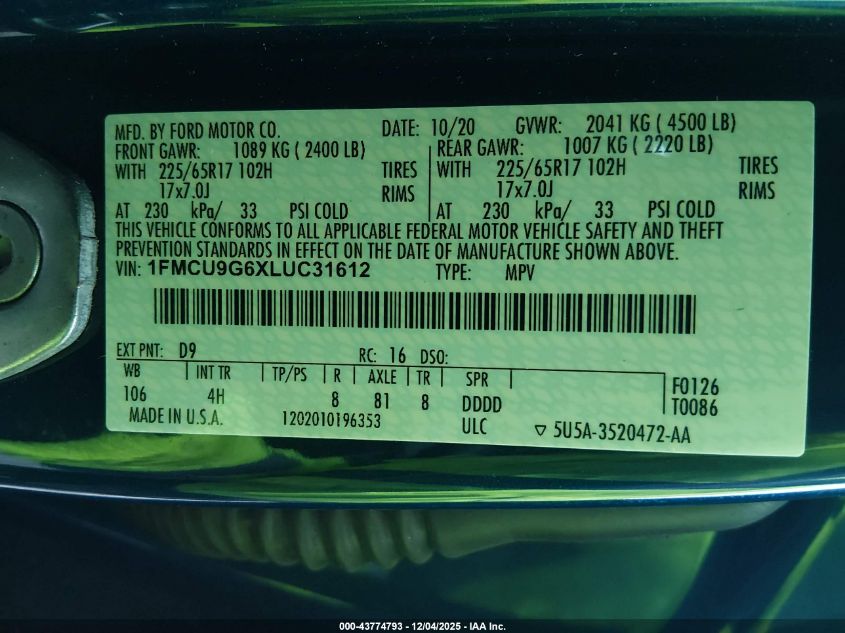 MFD. BY FORD MOTOR CO. DATE: 10/20 GVWR: 2041 KG ( 4500 LB)
FRONT GAWR: 1089 KG ( 2400 LB) REAR GAWR: 1007 KG ( 2220 LB)
WITH 225/65R17 102H TIRES WITH 225/65R17 102H TIRES
17x7.0J RIMS 17x7.0J RIMS
AT 230 kPa/ 33 PSI COLD AT 230 kPa/ 33 PSI COLD
THIS VEHICLE CONFORMS TO ALL APPLICABLE FEDERAL MOTOR VEHICLE SAFETY AND THEFT
PREVENTION STANDARDS IN EFFECT ON THE DATE OF MANUFACTURE SHOWN ABOVE.
VIN: 1FMCU9G6XLUC31612 TYPE: MPV
EXT PNT: D9 RC: 16 DSO:
WB INT TR TP/PS R AXLE TR SPR F0126
106 4H 8 81 8 DDDD T0086
MADE IN U.S.A. 1202010196353 ULC ▽ 5U5A-3520472-AA
000-43774793 - 12/04/2025 - IAA Inc.